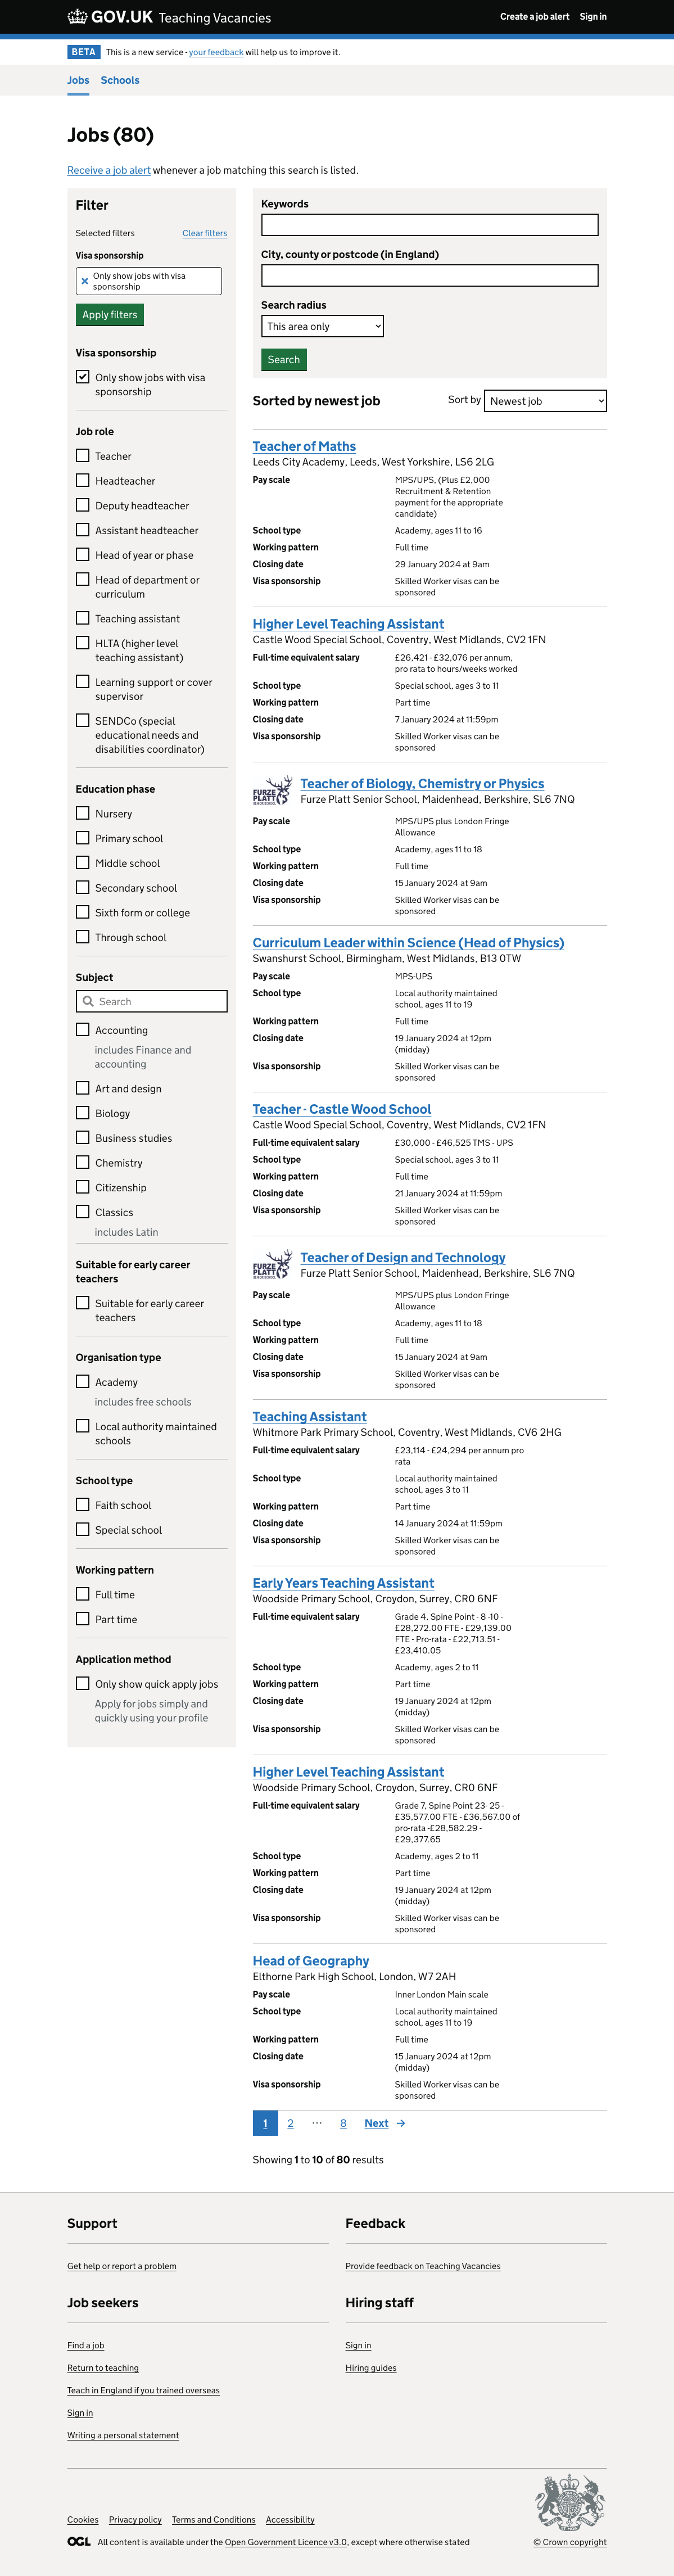 GOV.UK Teaching Vacancies
Create a job alert Sign in
BETA This is a new service - your feedback will help us to improve it.
Jobs Schools
Jobs (80)
Receive a job alert whenever a job matching this search is listed.
Filter
Selected filters Clear filters
Visa sponsorship
Only show jobs with visa
sponsorship
Apply filters
Visa sponsorship
Only show jobs with visa
sponsorship
Job role
Teacher
Headteacher
Deputy headteacher
Assistant headteacher
Head of year or phase
Head of department or
curriculum
Teaching assistant
HLTA (higher level
teaching assistant)
Learning support or cover
supervisor
SENDCo (special
educational needs and
disabilities coordinator)
Education phase
Nursery
Primary school
Middle school
Secondary school
Sixth form or college
Through school
Subject
Search
Accounting
includes Finance and
accounting
Art and design
Biology
Business studies
Chemistry
Citizenship
Classics
includes Latin
Suitable for early career
teachers
Suitable for early career
teachers
Organisation type
Academy
includes free schools
Local authority maintained
schools
School type
Faith school
Special school
Working pattern
Full time
Part time
Application method
Only show quick apply jobs
Apply for jobs simply and
quickly using your profile
Keywords
City, county or postcode (in England)
Search radius
This area only
Search
Sorted by newest job
Sort by Newest job
Teacher of Maths
Leeds City Academy, Leeds, West Yorkshire, LS6 2LG
Pay scale MPS/UPS, (Plus £2,000
Recruitment & Retention
payment for the appropriate
candidate)
School type Academy, ages 11 to 16
Working pattern Full time
Closing date 29 January 2024 at 9am
Visa sponsorship Skilled Worker visas can be
sponsored
Higher Level Teaching Assistant
Castle Wood Special School, Coventry, West Midlands, CV2 1FN
Full-time equivalent salary £26,421 - £32,076 per annum,
pro rata to hours/weeks worked
School type Special school, ages 3 to 11
Working pattern Part time
Closing date 7 January 2024 at 11:59pm
Visa sponsorship Skilled Worker visas can be
sponsored
FURZE
PLATT
SENIOR SCHOOL
Teacher of Biology, Chemistry or Physics
Furze Platt Senior School, Maidenhead, Berkshire, SL6 7NQ
Pay scale MPS/UPS plus London Fringe
Allowance
School type Academy, ages 11 to 18
Working pattern Full time
Closing date 15 January 2024 at 9am
Visa sponsorship Skilled Worker visas can be
sponsored
Curriculum Leader within Science (Head of Physics)
Swanshurst School, Birmingham, West Midlands, B13 0TW
Pay scale MPS-UPS
School type Local authority maintained
school, ages 11 to 19
Working pattern Full time
Closing date 19 January 2024 at 12pm
(midday)
Visa sponsorship Skilled Worker visas can be
sponsored
Teacher - Castle Wood School
Castle Wood Special School, Coventry, West Midlands, CV2 1FN
Full-time equivalent salary £30,000 - £46,525 TMS - UPS
School type Special school, ages 3 to 11
Working pattern Full time
Closing date 21 January 2024 at 11:59pm
Visa sponsorship Skilled Worker visas can be
sponsored
FURZE
PLATT
SENIOR SCHOOL
Teacher of Design and Technology
Furze Platt Senior School, Maidenhead, Berkshire, SL6 7NQ
Pay scale MPS/UPS plus London Fringe
Allowance
School type Academy, ages 11 to 18
Working pattern Full time
Closing date 15 January 2024 at 9am
Visa sponsorship Skilled Worker visas can be
sponsored
Teaching Assistant
Whitmore Park Primary School, Coventry, West Midlands, CV6 2HG
Full-time equivalent salary £23,114 - £24,294 per annum pro
rata
School type Local authority maintained
school, ages 3 to 11
Working pattern Part time
Closing date 14 January 2024 at 11:59pm
Visa sponsorship Skilled Worker visas can be
sponsored
Early Years Teaching Assistant
Woodside Primary School, Croydon, Surrey, CR0 6NF
Full-time equivalent salary Grade 4, Spine Point - 8 -10 -
£28,272.00 FTE - £29,139.00
FTE - Pro-rata - £22,713.51 -
£23,410.05
School type Academy, ages 2 to 11
Working pattern Part time
Closing date 19 January 2024 at 12pm
(midday)
Visa sponsorship Skilled Worker visas can be
sponsored
Higher Level Teaching Assistant
Woodside Primary School, Croydon, Surrey, CR0 6NF
Full-time equivalent salary Grade 7, Spine Point 23- 25 -
£35,577.00 FTE - £36,567.00 of
pro-rata -£28,582.29 -
£29,377.65
School type Academy, ages 2 to 11
Working pattern Part time
Closing date 19 January 2024 at 12pm
(midday)
Visa sponsorship Skilled Worker visas can be
sponsored
Head of Geography
Elthorne Park High School, London, W7 2AH
Pay scale Inner London Main scale
School type Local authority maintained
school, ages 11 to 19
Working pattern Full time
Closing date 15 January 2024 at 12pm
(midday)
Visa sponsorship Skilled Worker visas can be
sponsored
1 2 ⋯ 8 Next →
Showing 1 to 10 of 80 results
Support
Get help or report a problem
Feedback
Provide feedback on Teaching Vacancies
Job seekers
Find a job
Return to teaching
Teach in England if you trained overseas
Sign in
Writing a personal statement
Hiring staff
Sign in
Hiring guides
Cookies Privacy policy Terms and Conditions Accessibility
OGL All content is available under the Open Government Licence v3.0, except where otherwise stated
© Crown copyright